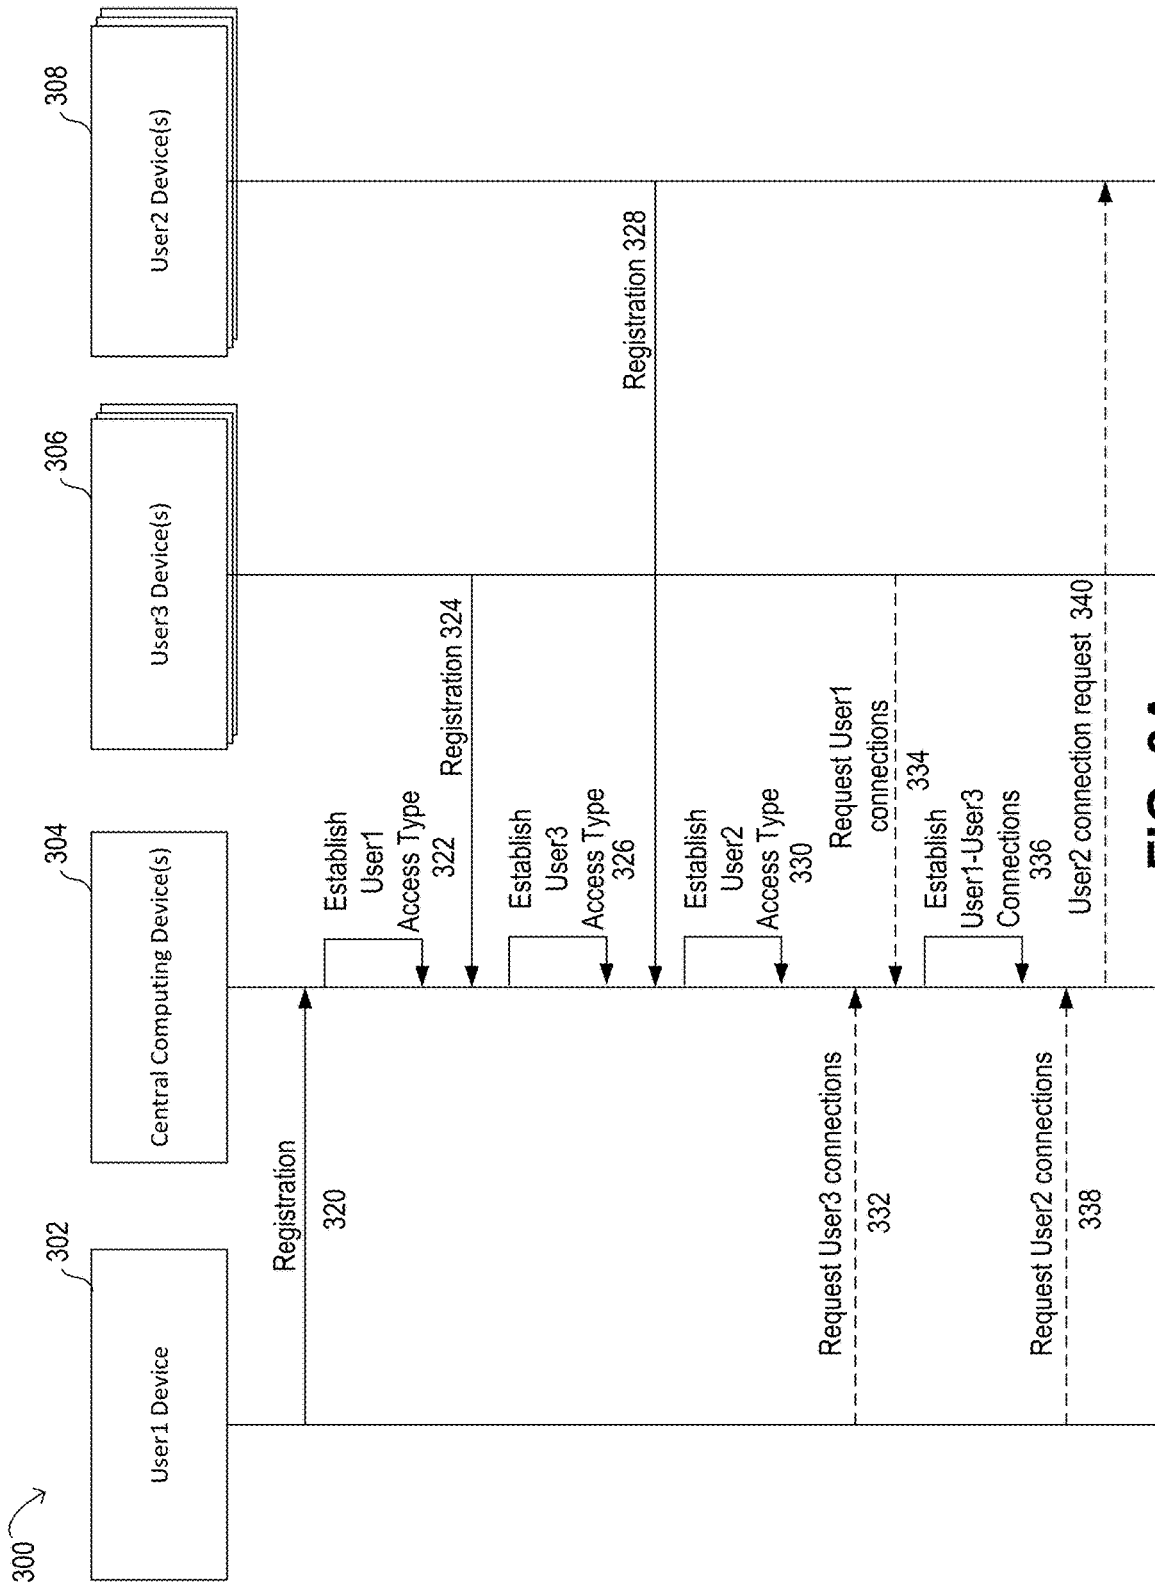 300
302
304
306
308
User1 Device
Central Computing Device(s)
User3 Device(s)
User2 Device(s)
Registration
320
Establish
User1
Access Type
322
Registration 324
Establish
User3
Access Type
326
Registration 328
Establish
User2
Access Type
330
Request User3 connections
332
Request User1
connections
334
Establish
User1-User3
Connections
336
Request User2 connections
338
User2 connection request 340